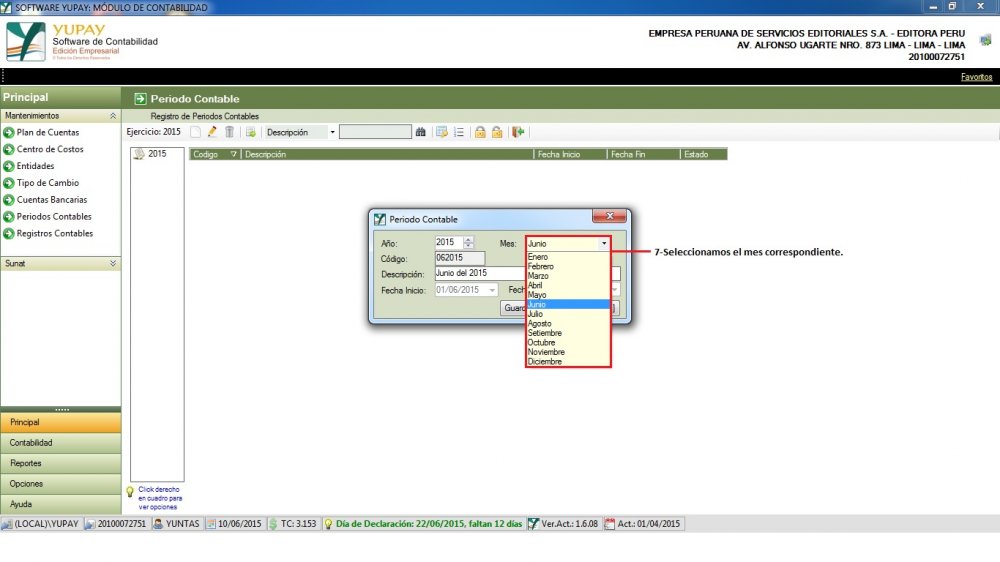 SOFTWARE YUPAY: MÓDULO DE CONTABILIDAD
YUPAY
Software de Contabilidad
Edición Empresarial
© Todos los Derechos Reservados
EMPRESA PERUANA DE SERVICIOS EDITORIALES S.A. - EDITORA PERU
AV. ALFONSO UGARTE NRO. 873 LIMA - LIMA - LIMA
20100072751
Favoritos
Principal
Periodo Contable
Mantenimientos
Registro de Periodos Contables
Ejercicio: 2015
Descripción
Plan de Cuentas
Centro de Costos
Entidades
Tipo de Cambio
Cuentas Bancarias
Periodos Contables
Registros Contables
Sunat
2015
Codigo
Descripción
Fecha Inicio
Fecha Fin
Estado
Periodo Contable
X
Año:
2015
Mes:
Junio
Código:
062015
Descripción:
Junio del 2015
Fecha Inicio:
01/06/2015
Fech
Guard
Enero
Febrero
Marzo
Abril
Mayo
Junio
Julio
Agosto
Setiembre
Octubre
Noviembre
Diciembre
7-Seleccionamos el mes correspondiente.
Principal
Contabilidad
Reportes
Opciones
Ayuda
Click derecho
en cuadro para
ver opciones
(LOCAL)\YUPAY
20100072751
YUNTAS
10/06/2015
TC: 3.153
Día de Declaración: 22/06/2015, faltan 12 días
Ver.Act.: 1.6.08
Act.: 01/04/2015